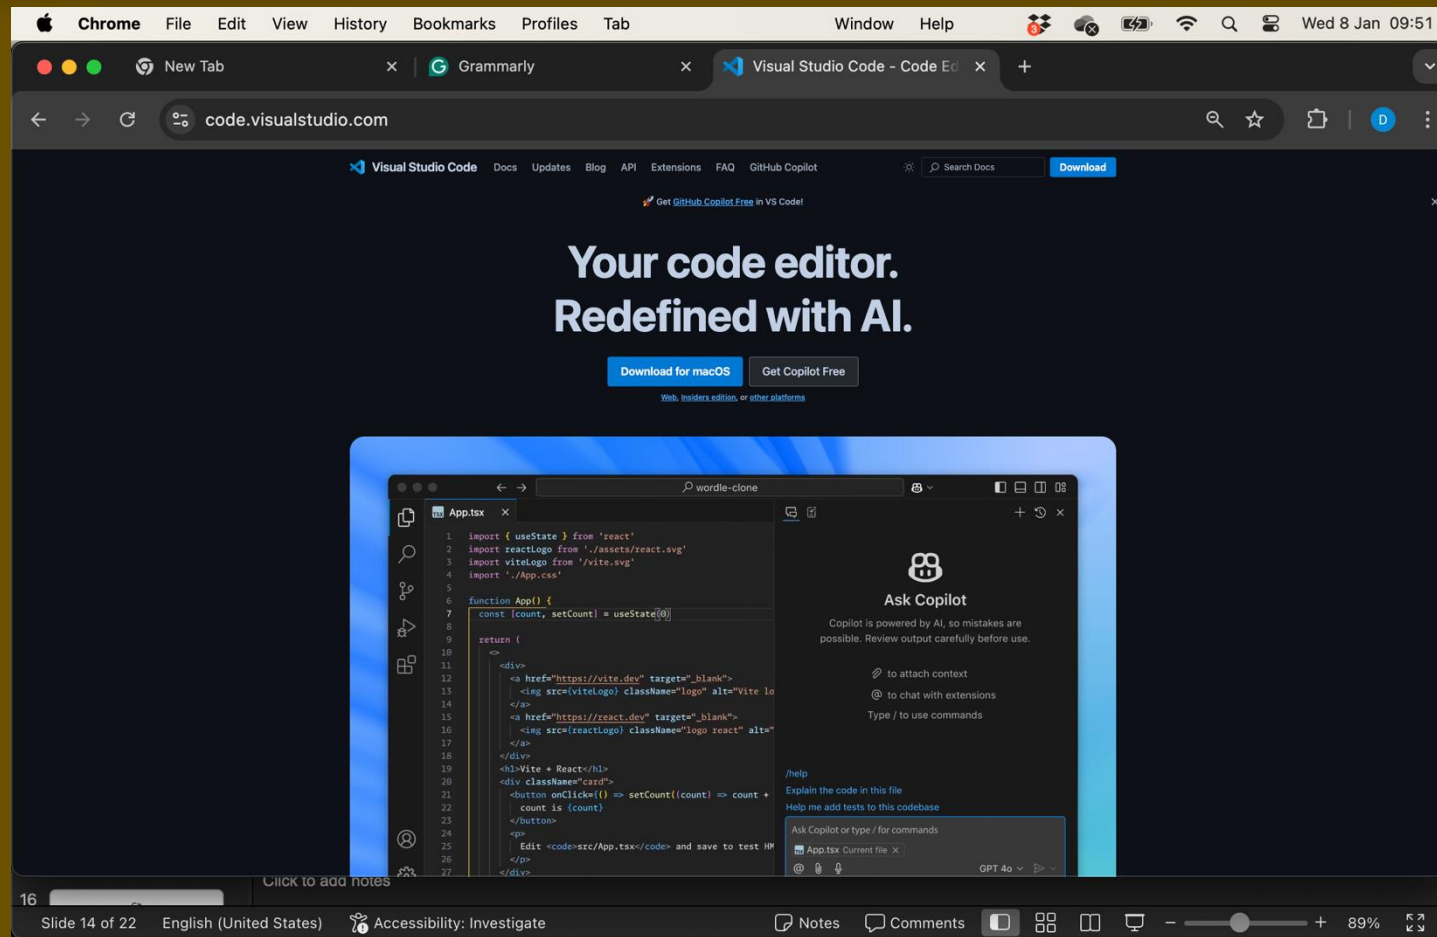 Chrome File Edit View History Bookmarks Profiles Tab Window Help 3 Wed 8 Jan 09:51
New Tab Grammarly Visual Studio Code - Code Ed
code.visualstudio.com D
Visual Studio Code Docs Updates Blog API Extensions FAQ GitHub Copilot Search Docs Download
🚀 Get GitHub Copilot Free in VS Code!
Your code editor.
Redefined with AI.
Download for macOS Get Copilot Free
Web, Insiders edition, or other platforms
wordle-clone
TSX App.tsx
1 import { useState } from 'react'
2 import reactLogo from './assets/react.svg'
3 import viteLogo from '/vite.svg'
4 import './App.css'
5
6 function App() {
7 const [count, setCount] = useState(0)
8
9 return (
10 <>
11 <div>
12 <a href="https://vite.dev" target="_blank">
13 <img src={viteLogo} className="logo" alt="Vite lo
14 </a>
15 <a href="https://react.dev" target="_blank">
16 <img src={reactLogo} className="logo react" alt="
17 </a>
18 </div>
19 <h1>Vite + React</h1>
20 <div className="card">
21 <button onClick={() => setCount((count) => count +
22 count is {count}
23 </button>
24 <p>
25 Edit <code>src/App.tsx</code> and save to test HM
26 </p>
27 </div>
Ask Copilot
Copilot is powered by AI, so mistakes are
possible. Review output carefully before use.
to attach context
@ to chat with extensions
Type / to use commands
/help
Explain the code in this file
Help me add tests to this codebase
Ask Copilot or type / for commands
TSX App.tsx Current file
@ GPT 4o
Click to add notes
16
Slide 14 of 22 English (United States) Accessibility: Investigate Notes Comments 89%